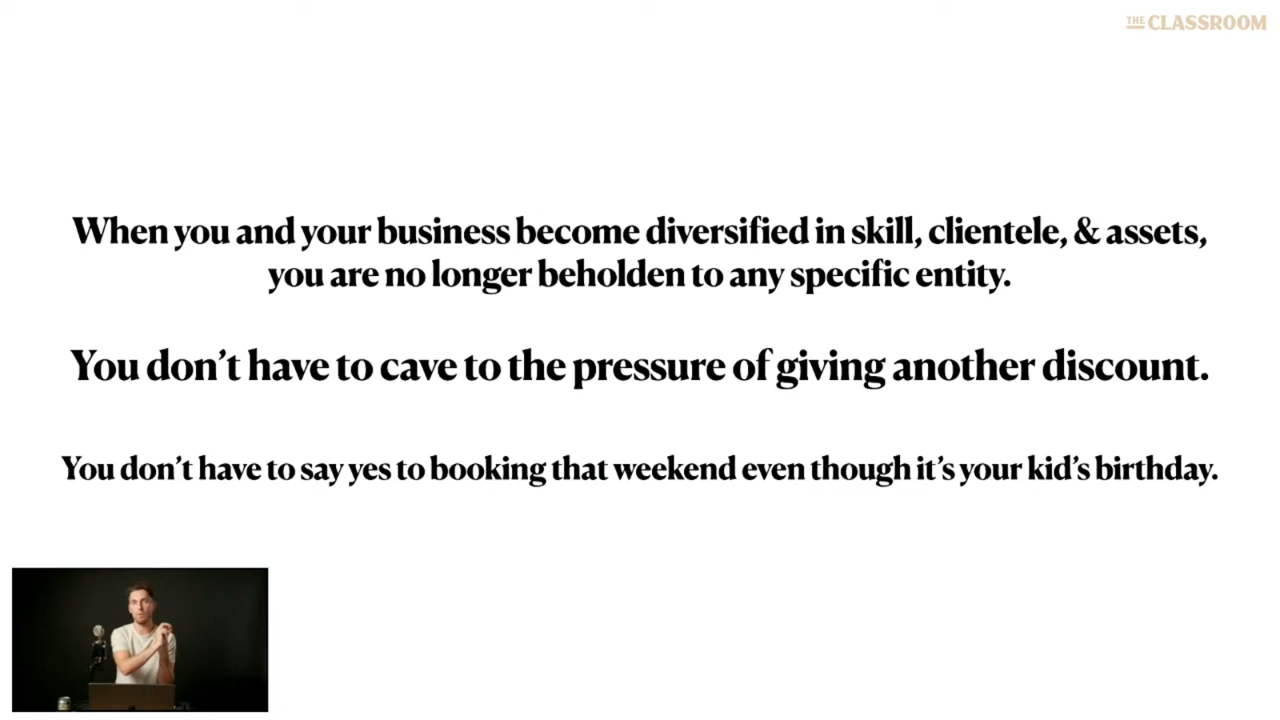 THE CLASSROOM
When you and your business become diversified in skill, clientele, & assets,
you are no longer beholden to any specific entity.
You don’t have to cave to the pressure of giving another discount.
You don’t have to say yes to booking that weekend even though it’s your kid’s birthday.